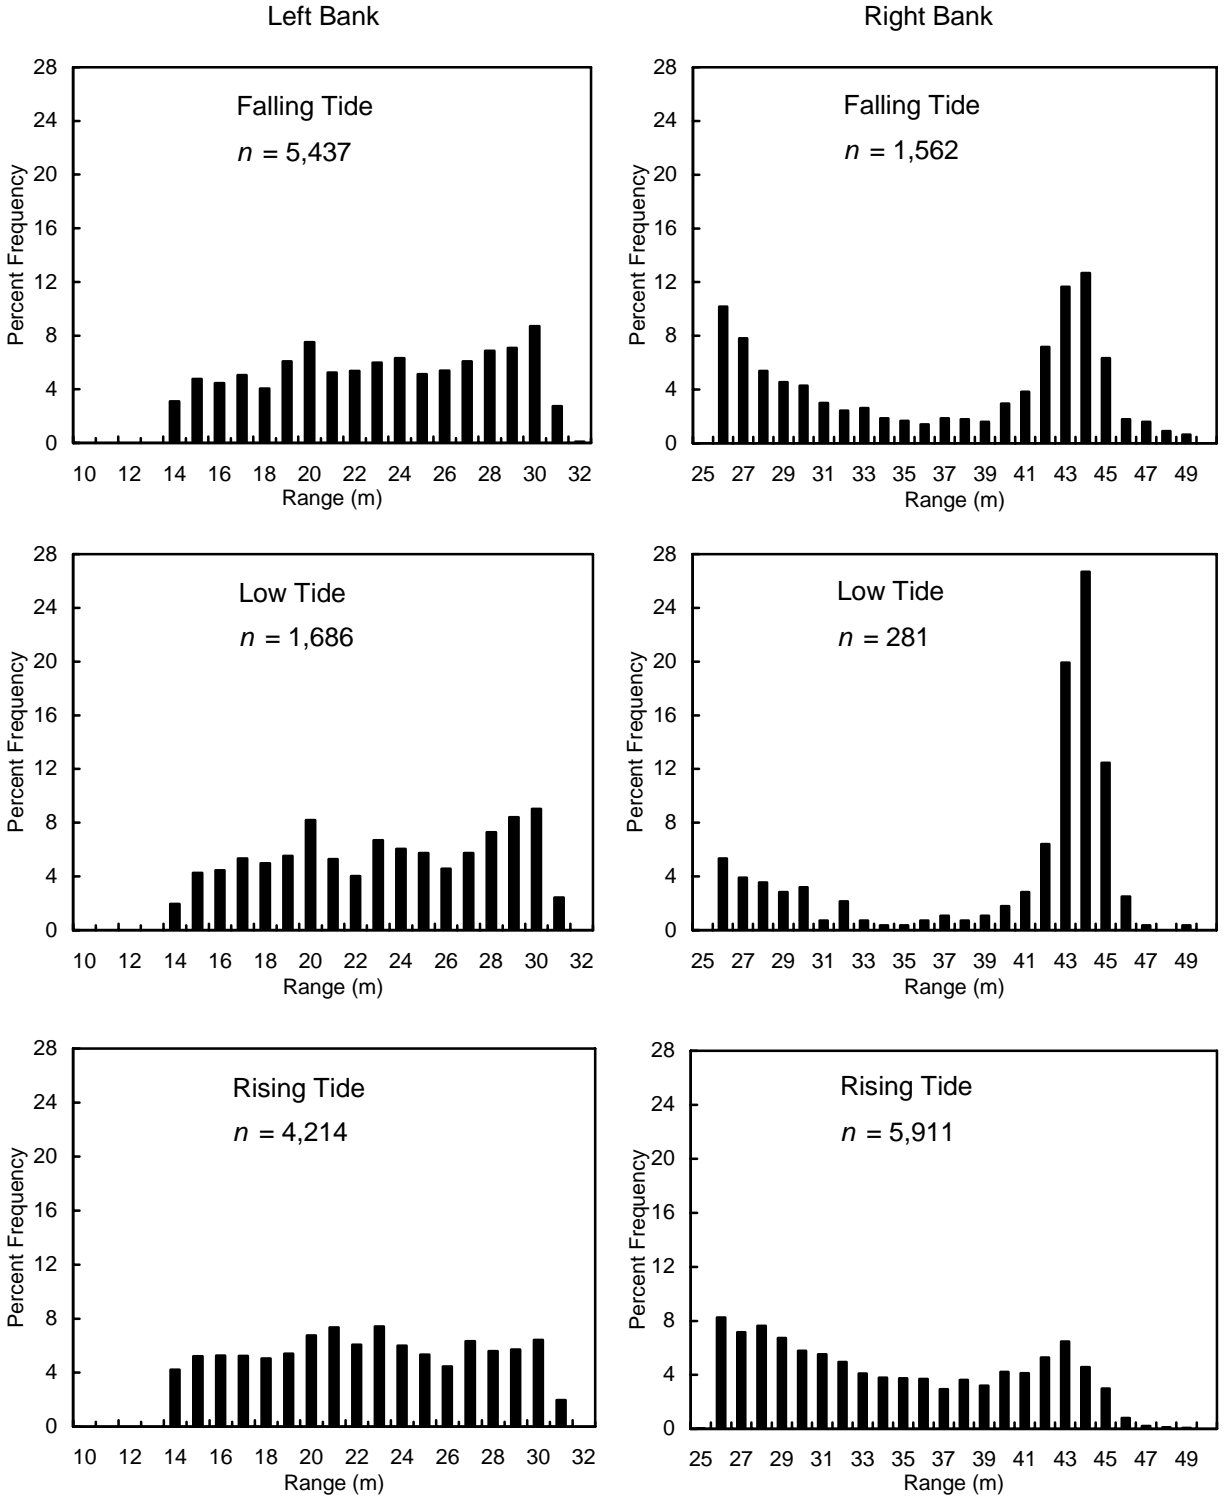 Left Bank
Right Bank
28
24
20
16
12
8
4
0
Percent Frequency
Falling Tide
n = 5,437
10 12 14 16 18 20 22 24 26 28 30 32
Range (m)
28
24
20
16
12
8
4
0
Percent Frequency
Falling Tide
n = 1,562
25 27 29 31 33 35 37 39 41 43 45 47 49
Range (m)
28
24
20
16
12
8
4
0
Percent Frequency
Low Tide
n = 1,686
10 12 14 16 18 20 22 24 26 28 30 32
Range (m)
28
24
20
16
12
8
4
0
Percent Frequency
Low Tide
n = 281
25 27 29 31 33 35 37 39 41 43 45 47 49
Range (m)
28
24
20
16
12
8
4
0
Percent Frequency
Rising Tide
n = 4,214
10 12 14 16 18 20 22 24 26 28 30 32
Range (m)
28
24
20
16
12
8
4
0
Percent Frequency
Rising Tide
n = 5,911
25 27 29 31 33 35 37 39 41 43 45 47 49
Range (m)